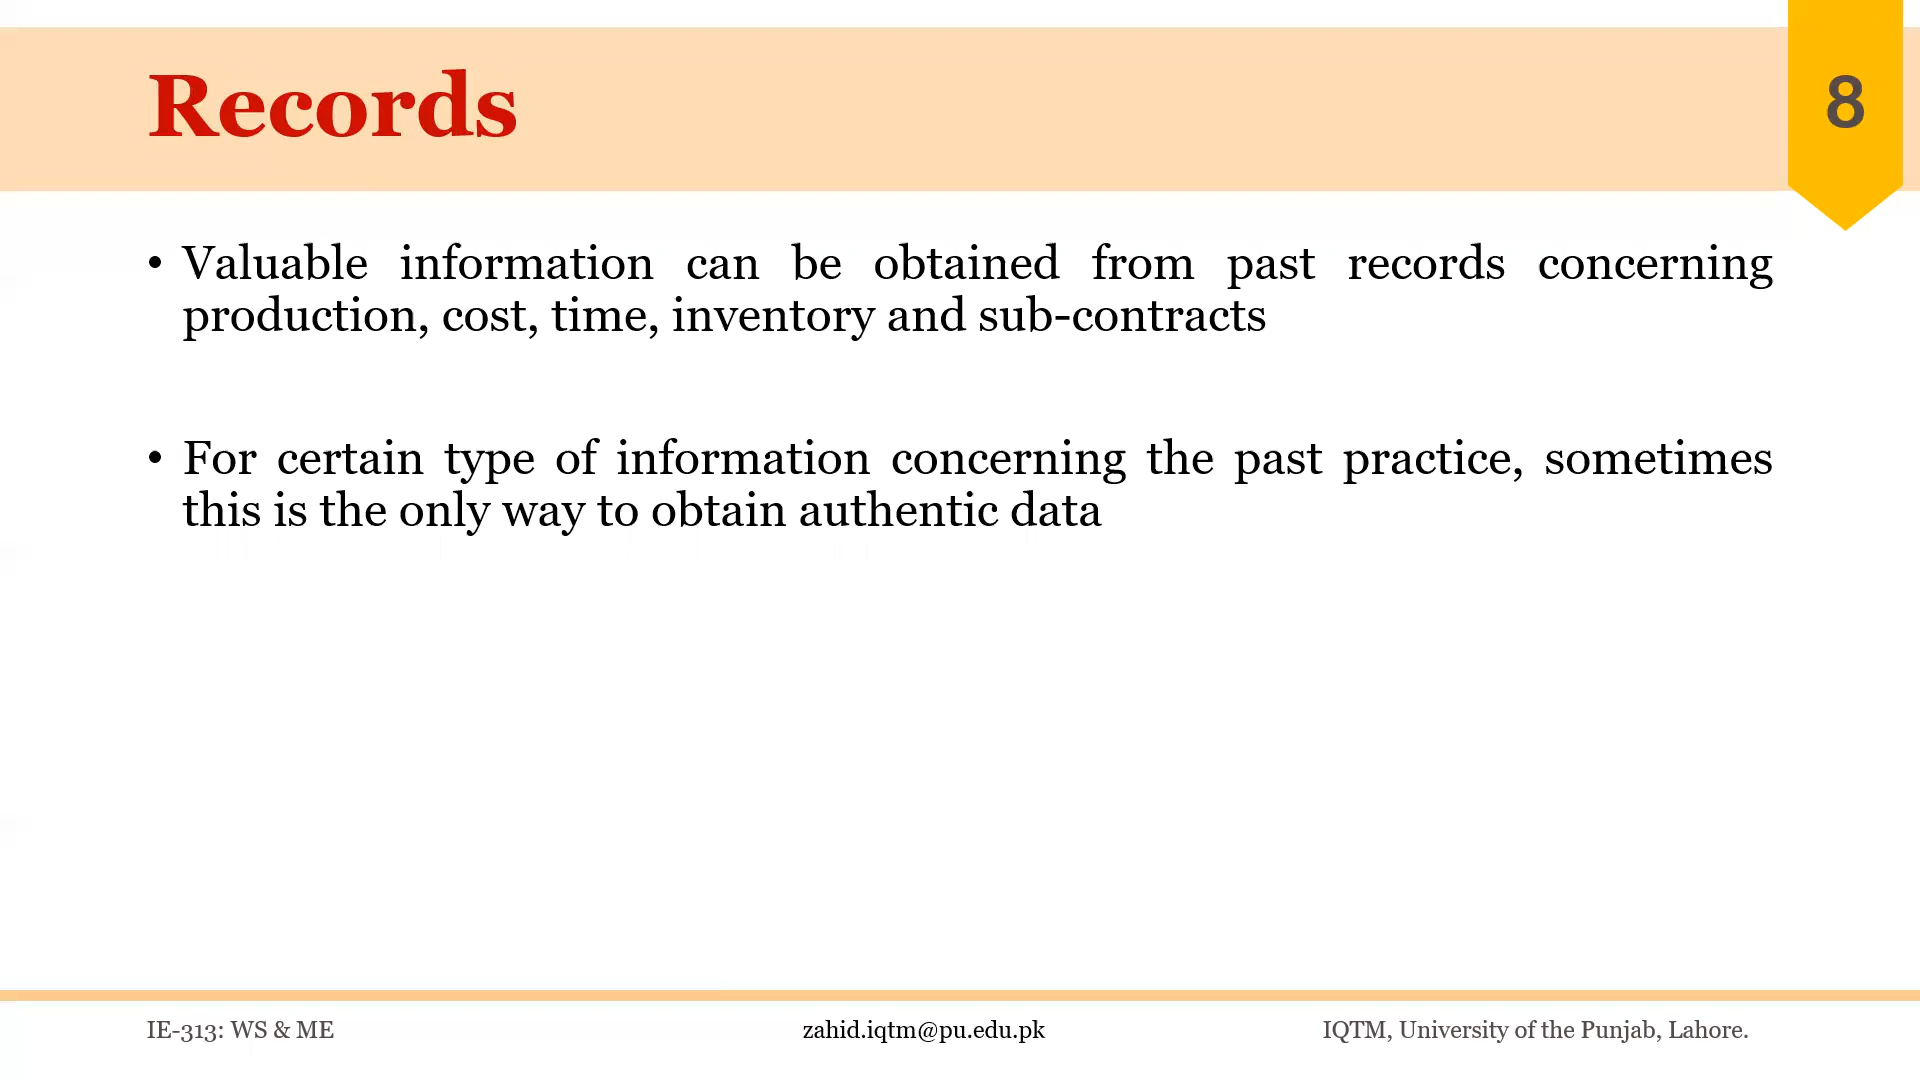 Records
8
• Valuable information can be obtained from past records concerning
production, cost, time, inventory and sub-contracts
• For certain type of information concerning the past practice, sometimes
this is the only way to obtain authentic data
IE-313: WS & ME
zahid.iqtm@pu.edu.pk
IQTM, University of the Punjab, Lahore.